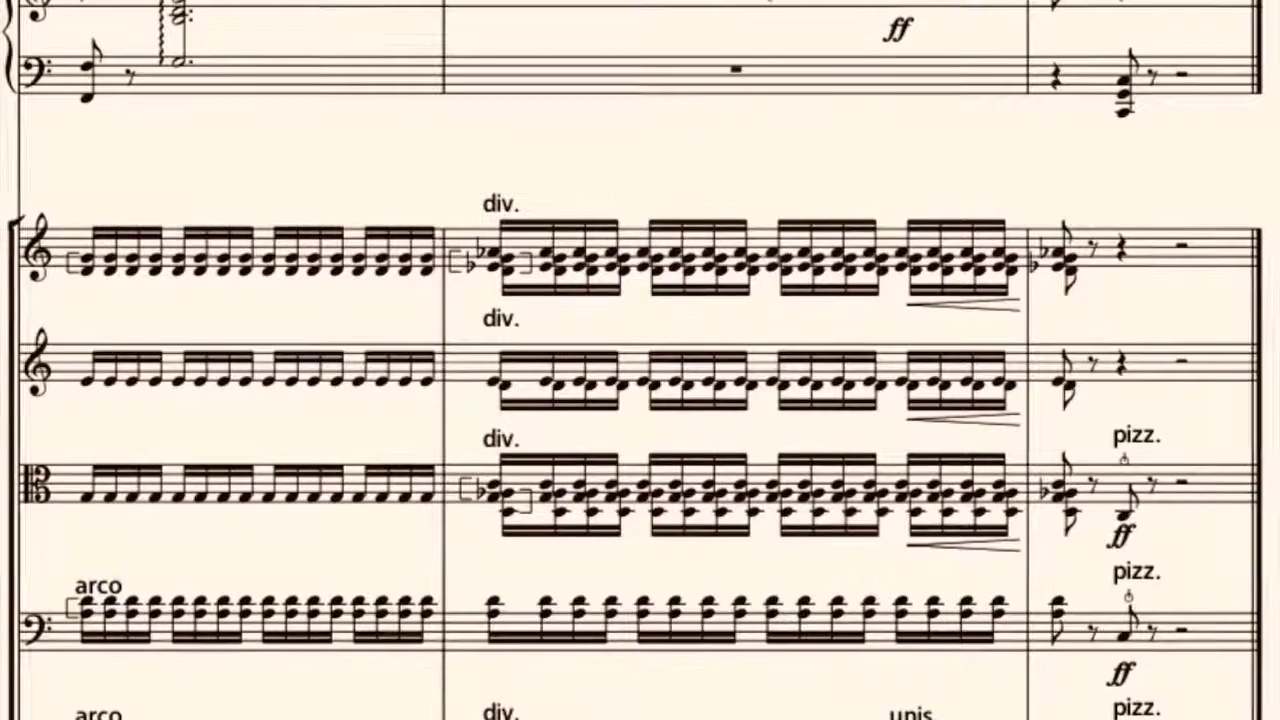 ff
div.
div.
pizz.
div.
ff
pizz.
arco
ff
pizz.
arco
div.
unis.